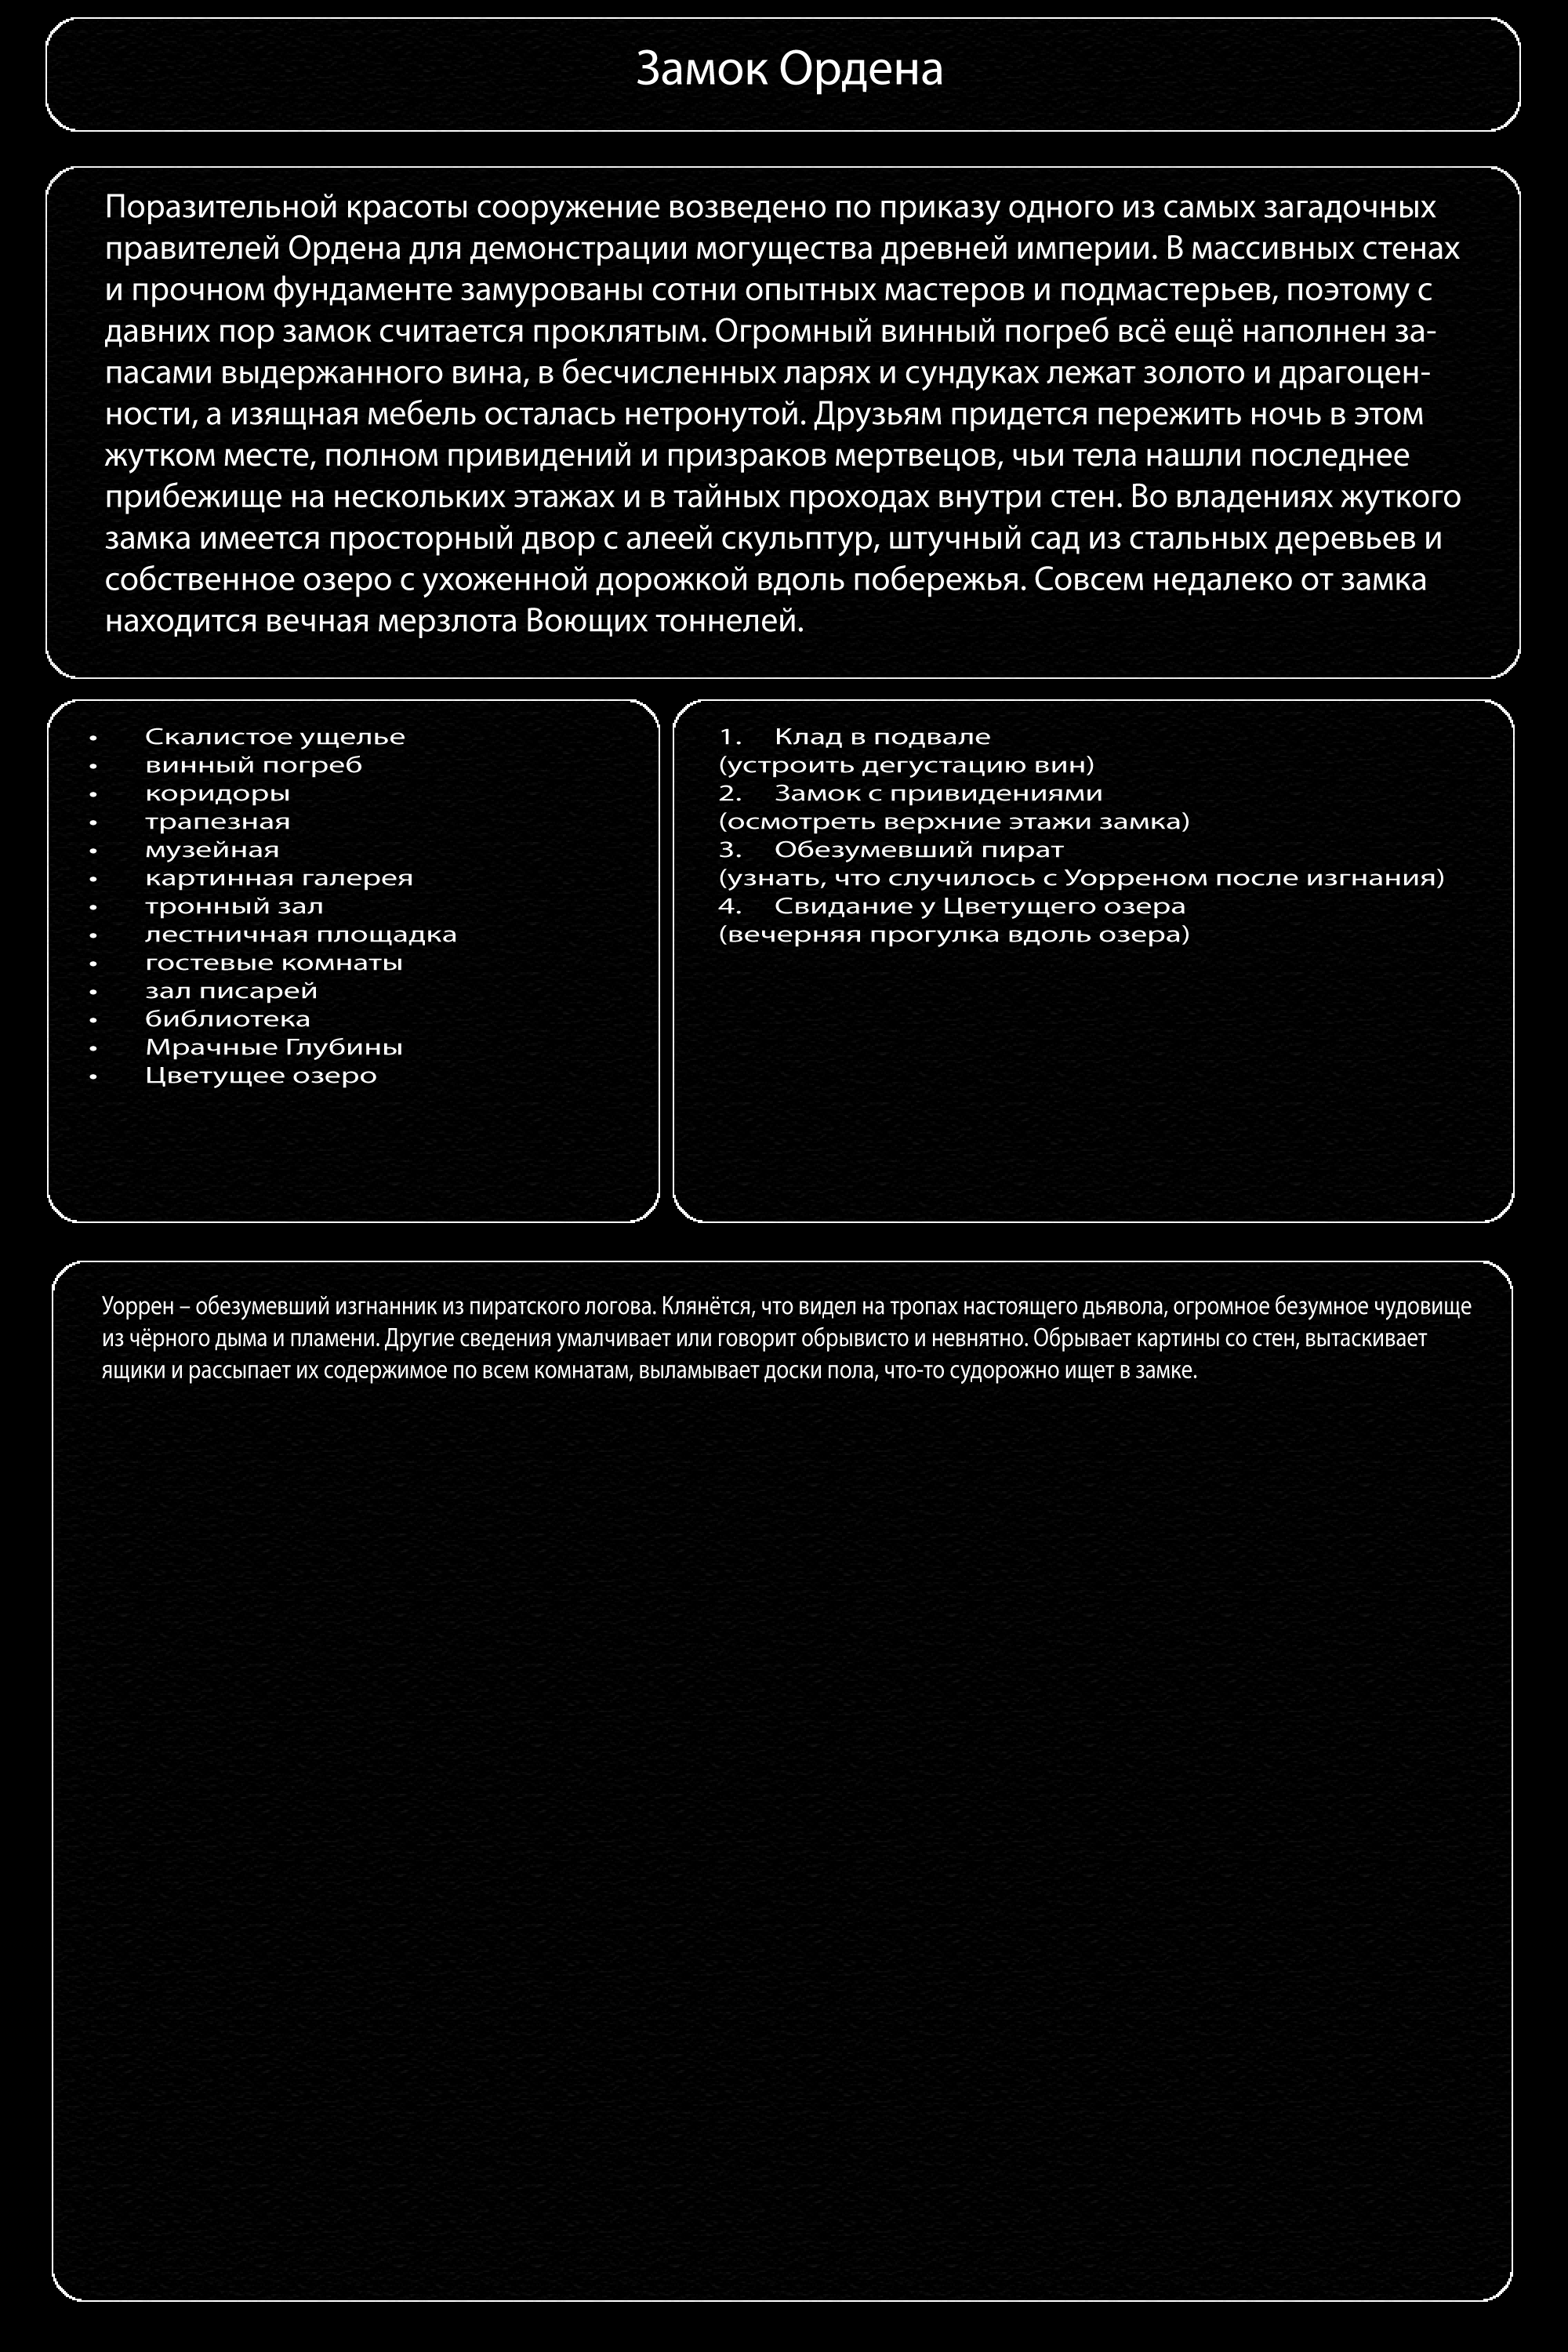 Замок Ордена
Поразительной красоты сооружение возведено по приказу одного из самых загадочных
правителей Ордена для демонстрации могущества древней империи. В массивных стенах
и прочном фундаменте замурованы сотни опытных мастеров и подмастерьев, поэтому с
давних пор замок считается проклятым. Огромный винный погреб всё ещё наполнен за-
пасами выдержанного вина, в бесчисленных ларях и сундуках лежат золото и драгоцен-
ности, а изящная мебель осталась нетронутой. Друзьям придется пережить ночь в этом
жутком месте, полном привидений и призраков мертвецов, чьи тела нашли последнее
прибежище на нескольких этажах и в тайных проходах внутри стен. Во владениях жуткого
замка имеется просторный двор с алеей скульптур, штучный сад из стальных деревьев и
собственное озеро с ухоженной дорожкой вдоль побережья. Совсем недалеко от замка
находится вечная мерзлота Воющих тоннелей.
• Скалистое ущелье
• винный погреб
• коридоры
• трапезная
• музейная
• картинная галерея
• тронный зал
• лестничная площадка
• гостевые комнаты
• зал писарей
• библиотека
• Мрачные Глубины
• Цветущее озеро
1. Клад в подвале
(устроить дегустацию вин)
2. Замок с привидениями
(осмотреть верхние этажи замка)
3. Обезумевший пират
(узнать, что случилось с Уорреном после изгнания)
4. Свидание у Цветущего озера
(вечерняя прогулка вдоль озера)
Уоррен – обезумевший изгнанник из пиратского логова. Клянётся, что видел на тропах настоящего дьявола, огромное безумное чудовище
из чёрного дыма и пламени. Другие сведения умалчивает или говорит обрывисто и невнятно. Обрывает картины со стен, вытаскивает
ящики и рассыпает их содержимое по всем комнатам, выламывает доски пола, что-то судорожно ищет в замке.